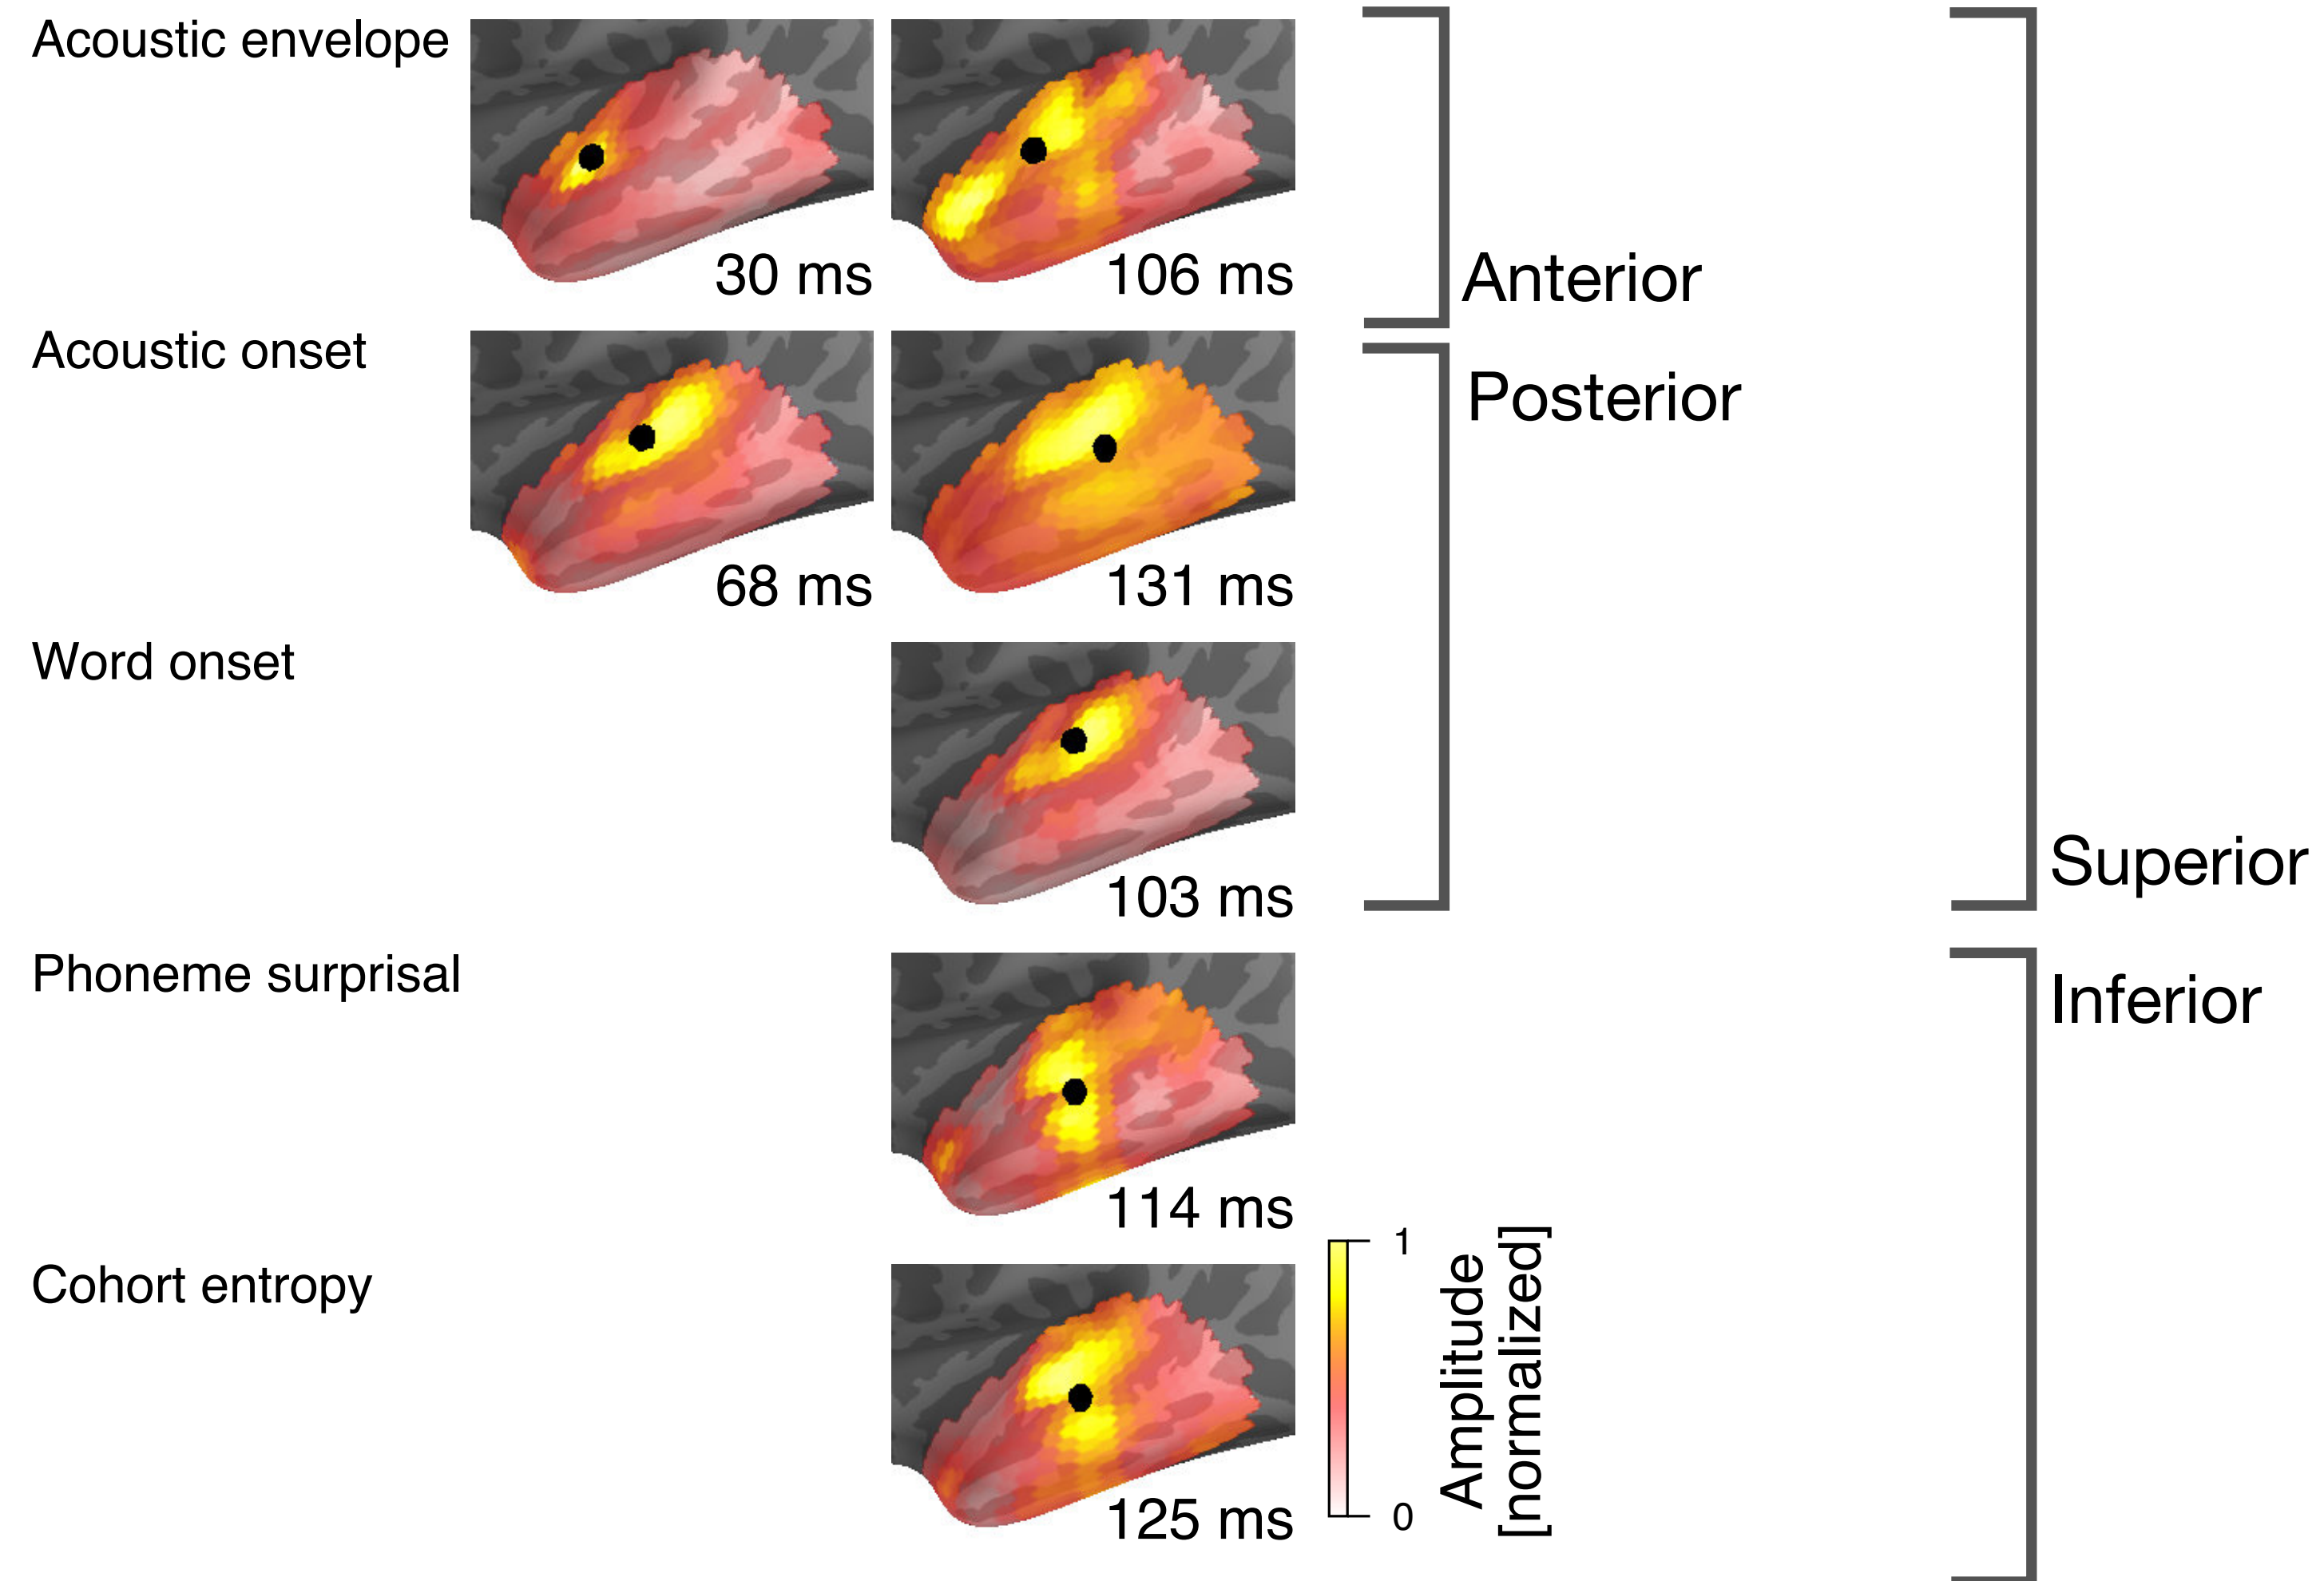 Acoustic envelope
30 ms
106 ms
Anterior
Acoustic onset
Posterior
68 ms
131 ms
Word onset
103 ms
Superior
Phoneme surprisal
Inferior
114 ms
Cohort entropy
125 ms
1
0
Amplitude
[normalized]